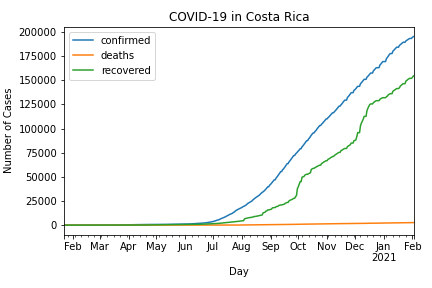 COVID-19 in Costa Rica
confirmed
deaths
recovered
Number of Cases
200000
175000
150000
125000
100000
75000
50000
25000
0
Feb Mar Apr May Jun Jul Aug Sep Oct Nov Dec Jan Feb
2021
Day